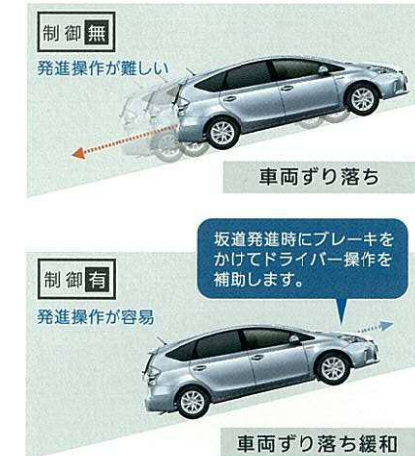 制御無
発進操作が難しい
車両ずり落ち
坂道発進時にブレーキを
かけてドライバー操作を
補助します。
制御有
発進操作が容易
車両ずり落ち緩和